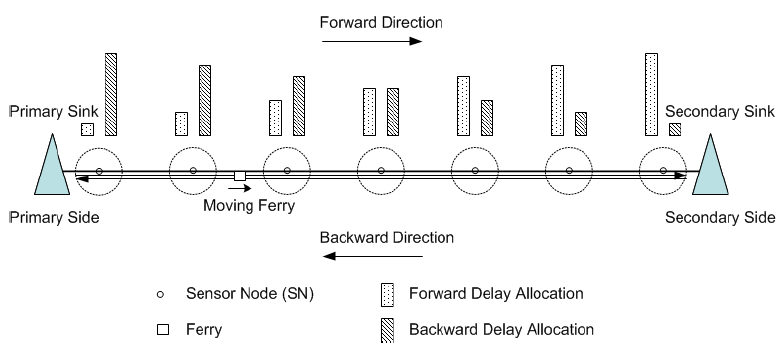 Forward Direction
Primary Sink
Secondary Sink
Moving Ferry
Primary Side
Secondary Side
Backward Direction
Sensor Node (SN)
Forward Delay Allocation
Ferry
Backward Delay Allocation